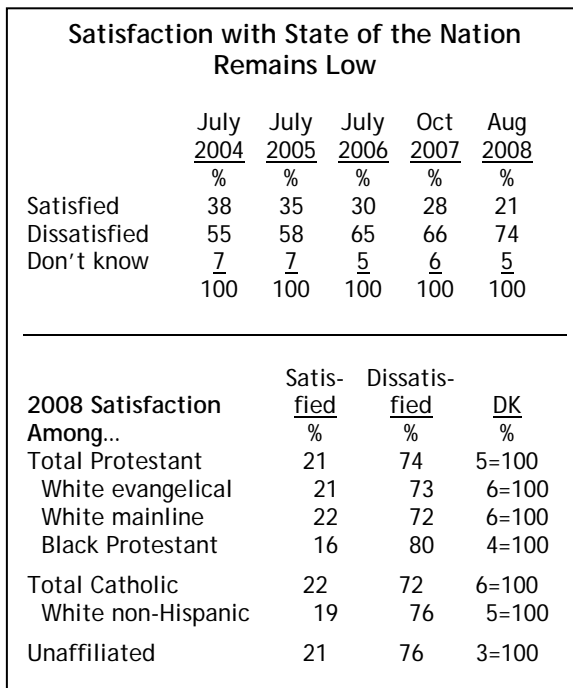 Satisfaction with State of the Nation
Remains Low
July July July Oct Aug
2004 2005 2006 2007 2008
% % % % %
Satisfied 38 35 30 28 21
Dissatisfied 55 58 65 66 74
Don't know 7 7 5 6 5
100 100 100 100 100
Satis- Dissatis-
2008 Satisfaction fied fied DK
Among... % % %
Total Protestant 21 74 5=100
White evangelical 21 73 6=100
White mainline 22 72 6=100
Black Protestant 16 80 4=100
Total Catholic 22 72 6=100
White non-Hispanic 19 76 5=100
Unaffiliated 21 76 3=100